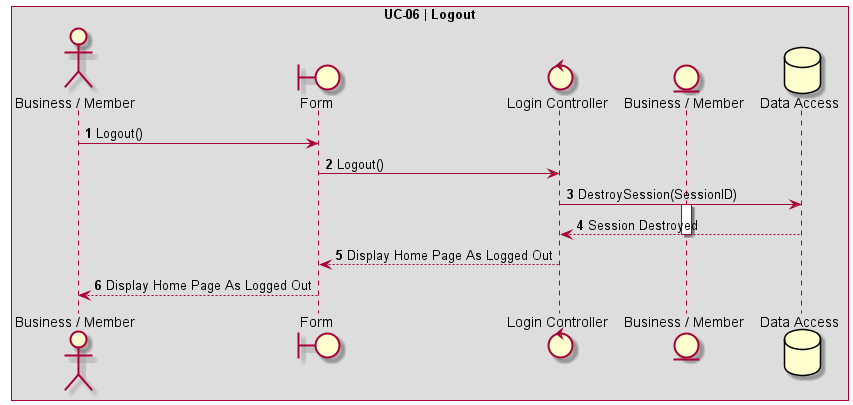 UC-06 | Logout
Business / Member
Form
Login Controller
Business / Member
Data Access
1 Logout()
2 Logout()
3 DestroySession(SessionID)
4 Session Destroyed
5 Display Home Page As Logged Out
6 Display Home Page As Logged Out
Business / Member
Form
Login Controller
Business / Member
Data Access